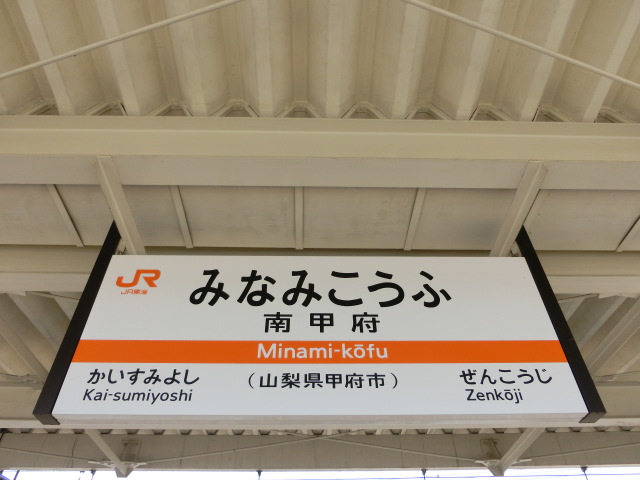 JR
JR東海
みなみこうふ
南甲府
Minami-kōfu
かいすみよし
Kai-sumiyoshi
（山梨県甲府市）
ぜんこうじ
Zenkōji